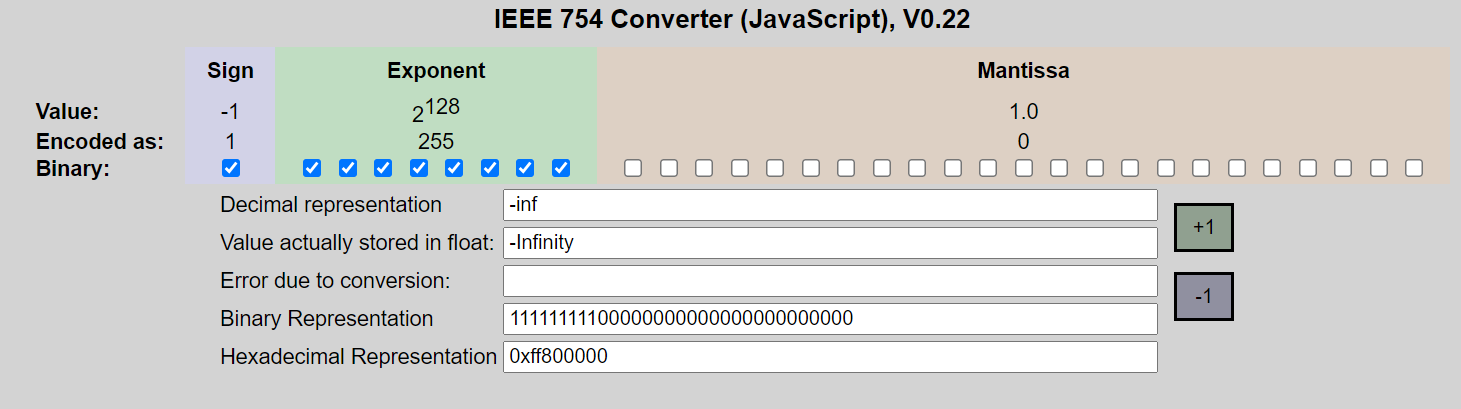 IEEE 754 Converter (JavaScript), V0.22
Sign Exponent Mantissa
Value: -1 2128 1.0
Encoded as: 1 255 0
Binary:
Decimal representation -inf
+1
Value actually stored in float: -Infinity
Error due to conversion:
-1
Binary Representation 11111111100000000000000000000000
Hexadecimal Representation 0xff800000